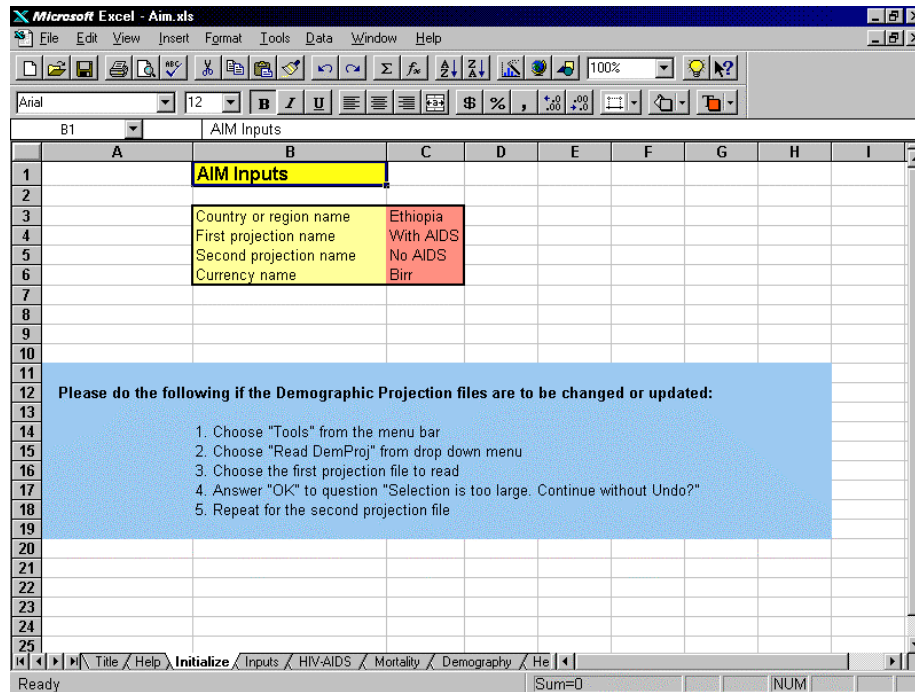 Microsoft Excel - Aim.xls
File Edit View Insert Format Tools Data Window Help
ABC Σ fx A Z Z A 100% ?
Arial 12 B I U $ % , .0 .00 .00 .0 T
B1 AIM Inputs
A B C D E F G H I
1 AIM Inputs
2
3 Country or region name Ethiopia
4 First projection name With AIDS
5 Second projection name No AIDS
6 Currency name Birr
7
8
9
10
11
12 Please do the following if the Demographic Projection files are to be changed or updated:
13
14 1. Choose "Tools" from the menu bar
15 2. Choose "Read DemProj" from drop down menu
16 3. Choose the first projection file to read
17 4. Answer "OK" to question "Selection is too large. Continue without Undo?"
18 5. Repeat for the second projection file
19
20
21
22
23
24
25
Title Help Initialize Inputs HIV-AIDS Mortality Demography He
Ready Sum=0 NUM